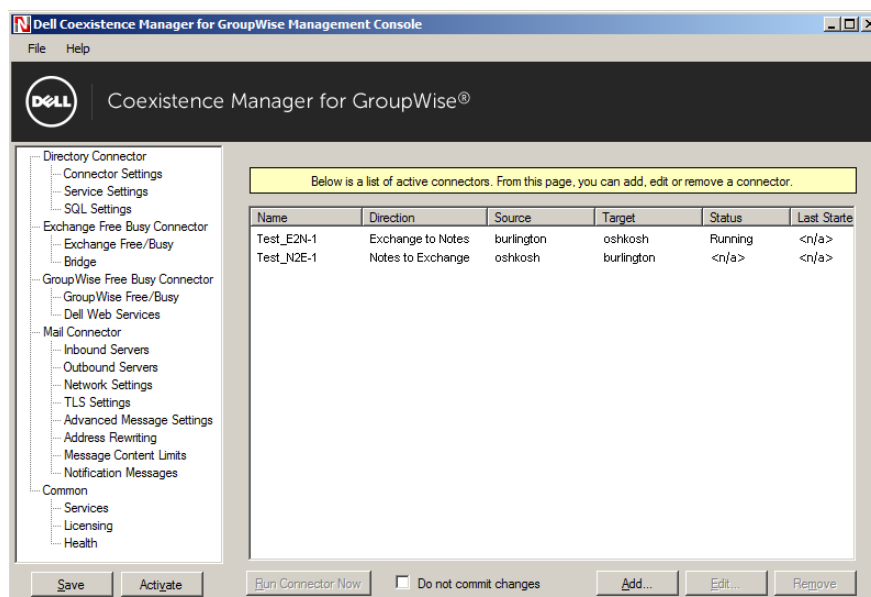 Dell Coexistence Manager for GroupWise Management Console
File Help
DELL Coexistence Manager for GroupWise®
Directory Connector
Connector Settings
Service Settings
SQL Settings
Exchange Free Busy Connector
Exchange Free/Busy
Bridge
GroupWise Free Busy Connector
GroupWise Free/Busy
Dell Web Services
Mail Connector
Inbound Servers
Outbound Servers
Network Settings
TLS Settings
Advanced Message Settings
Address Rewriting
Message Content Limits
Notification Messages
Common
Services
Licensing
Health
Save Activate
Below is a list of active connectors. From this page, you can add, edit or remove a connector.
Name Direction Source Target Status Last Starte
Test_E2N-1 Exchange to Notes burlington oshkosh Running <n/a>
Test_N2E-1 Notes to Exchange oshkosh burlington <n/a> <n/a>
Run Connector Now Do not commit changes Add... Edit... Remove